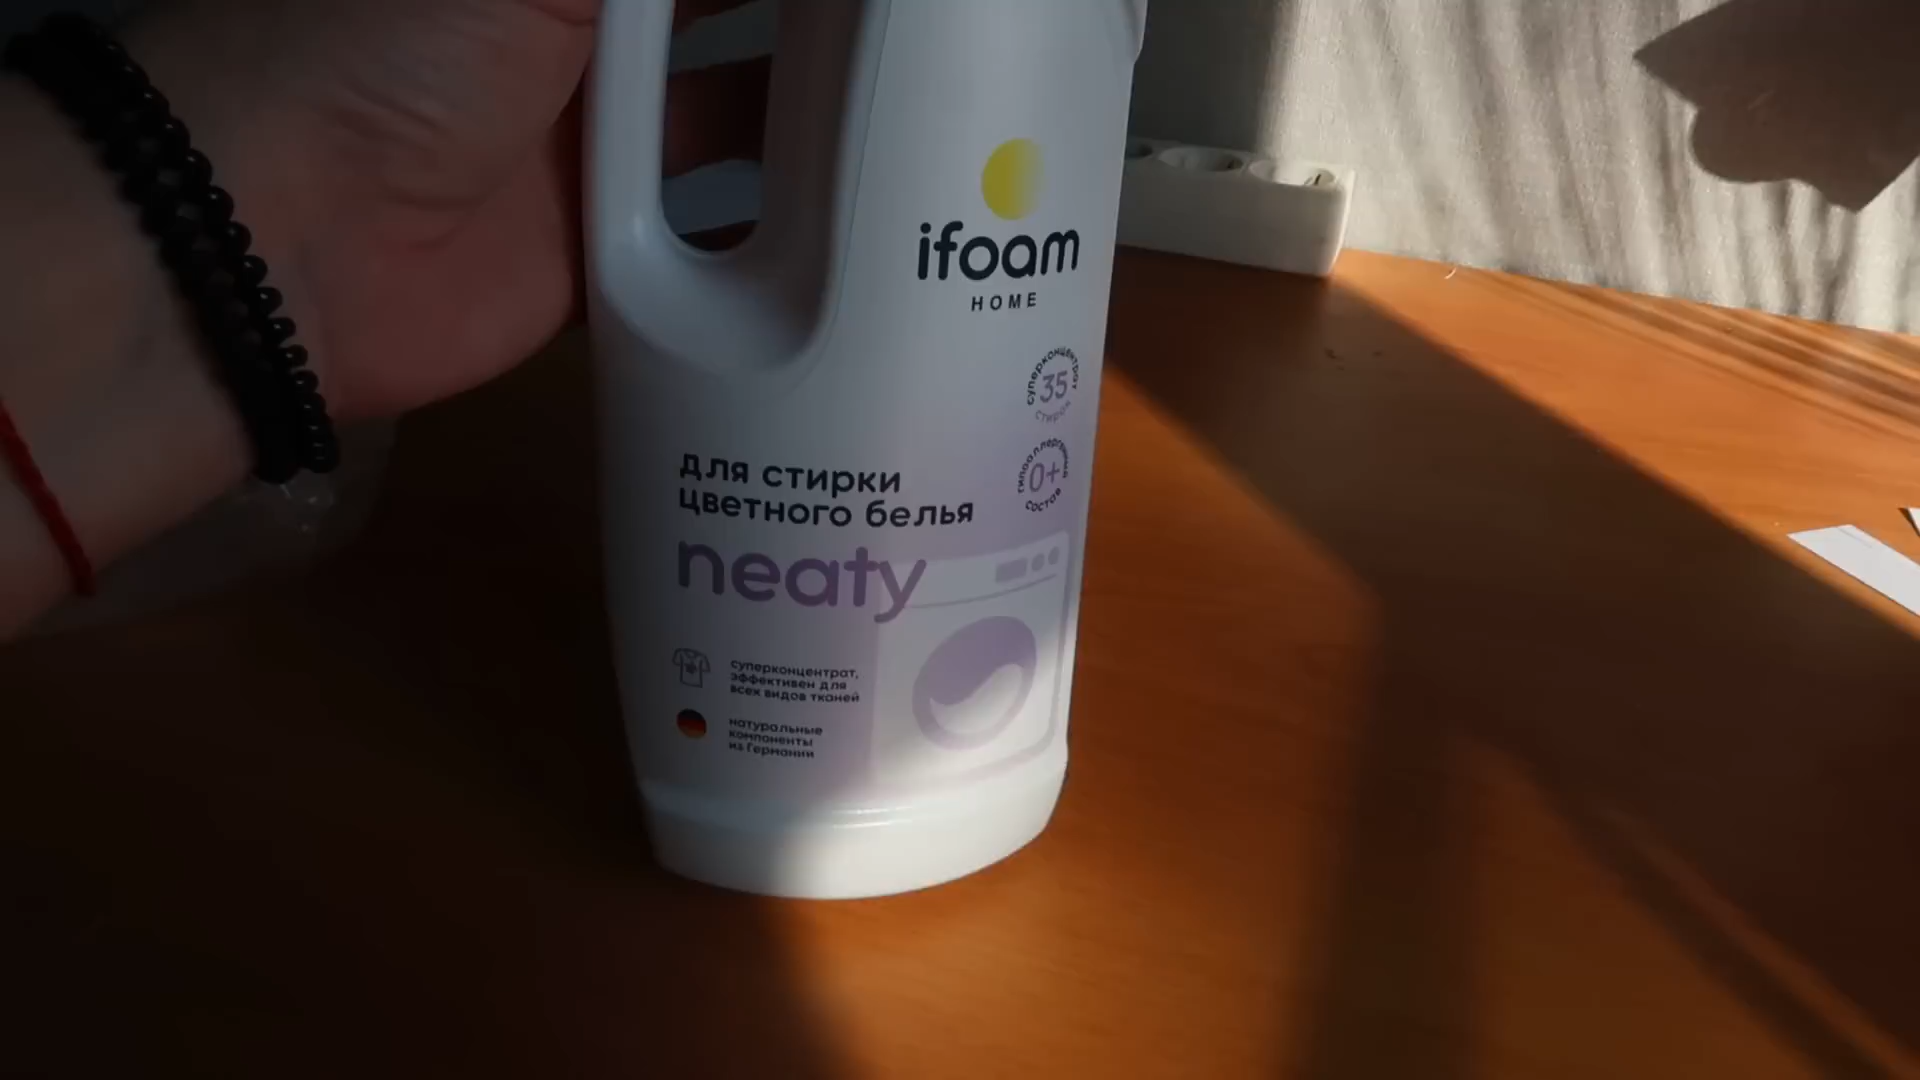 ifoam
HOME
суперконцентрат
35
стирок
гипоаллергенный
0+
состав
для стирки
цветного белья
neaty
суперконцентрат,
эффективен для
всех видов тканей
натуральные
компоненты
из Германии